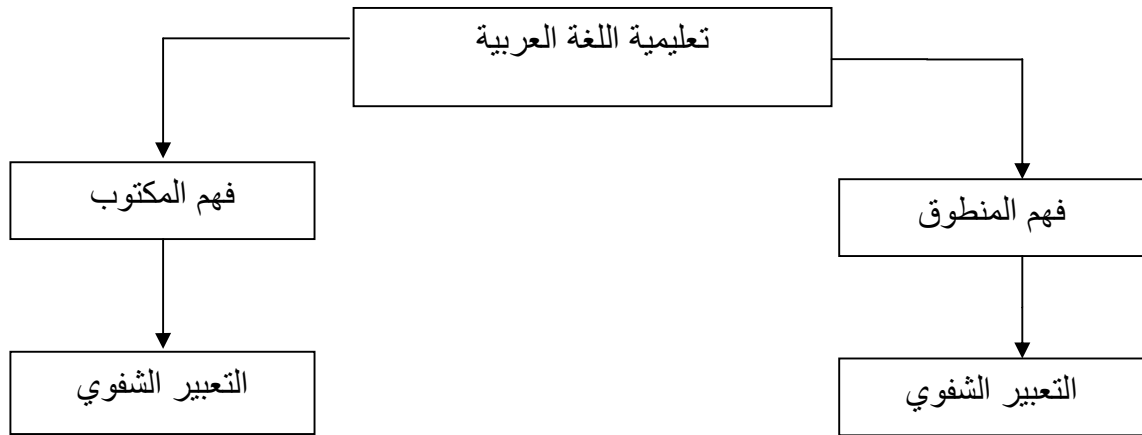 تعليمية اللغة العربية
فهم المنطوق
فهم المكتوب
التعبير الشفوي
التعبير الشفوي